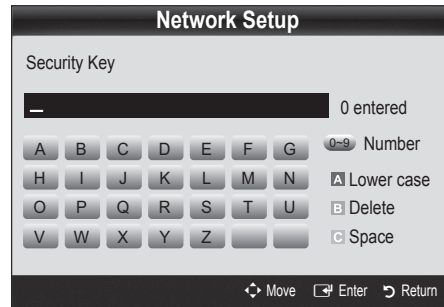 Network Setup
Security Key
_
0 entered
A B C D E F G
0~9 Number
H I J K L M N
A Lower case
O P Q R S T U
B Delete
V W X Y Z
C Space
Move Enter Return